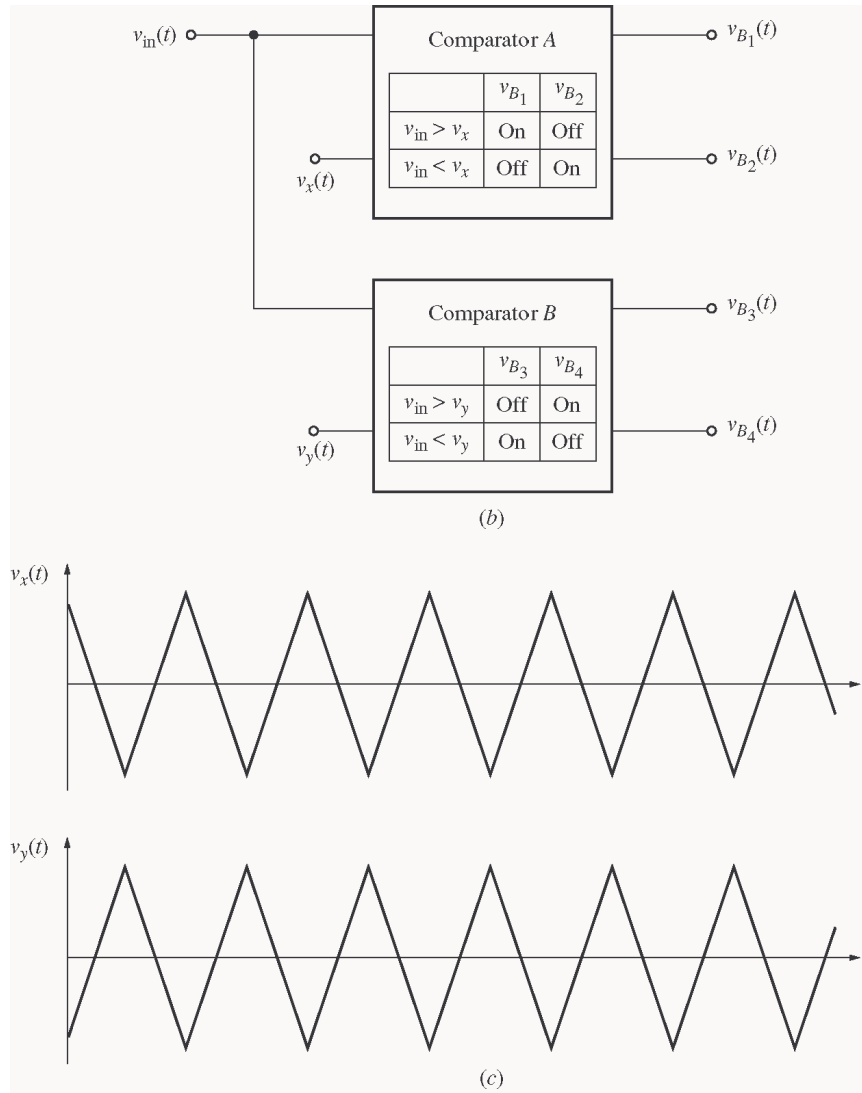 v_in(t)
Comparator A
v_B1(t)
v_B1 v_B2
v_in > v_x On Off
v_in < v_x Off On
v_x(t)
v_B2(t)
Comparator B
v_B3(t)
v_B3 v_B4
v_in > v_y Off On
v_in < v_y On Off
v_y(t)
v_B4(t)
(b)
v_x(t)
v_y(t)
(c)